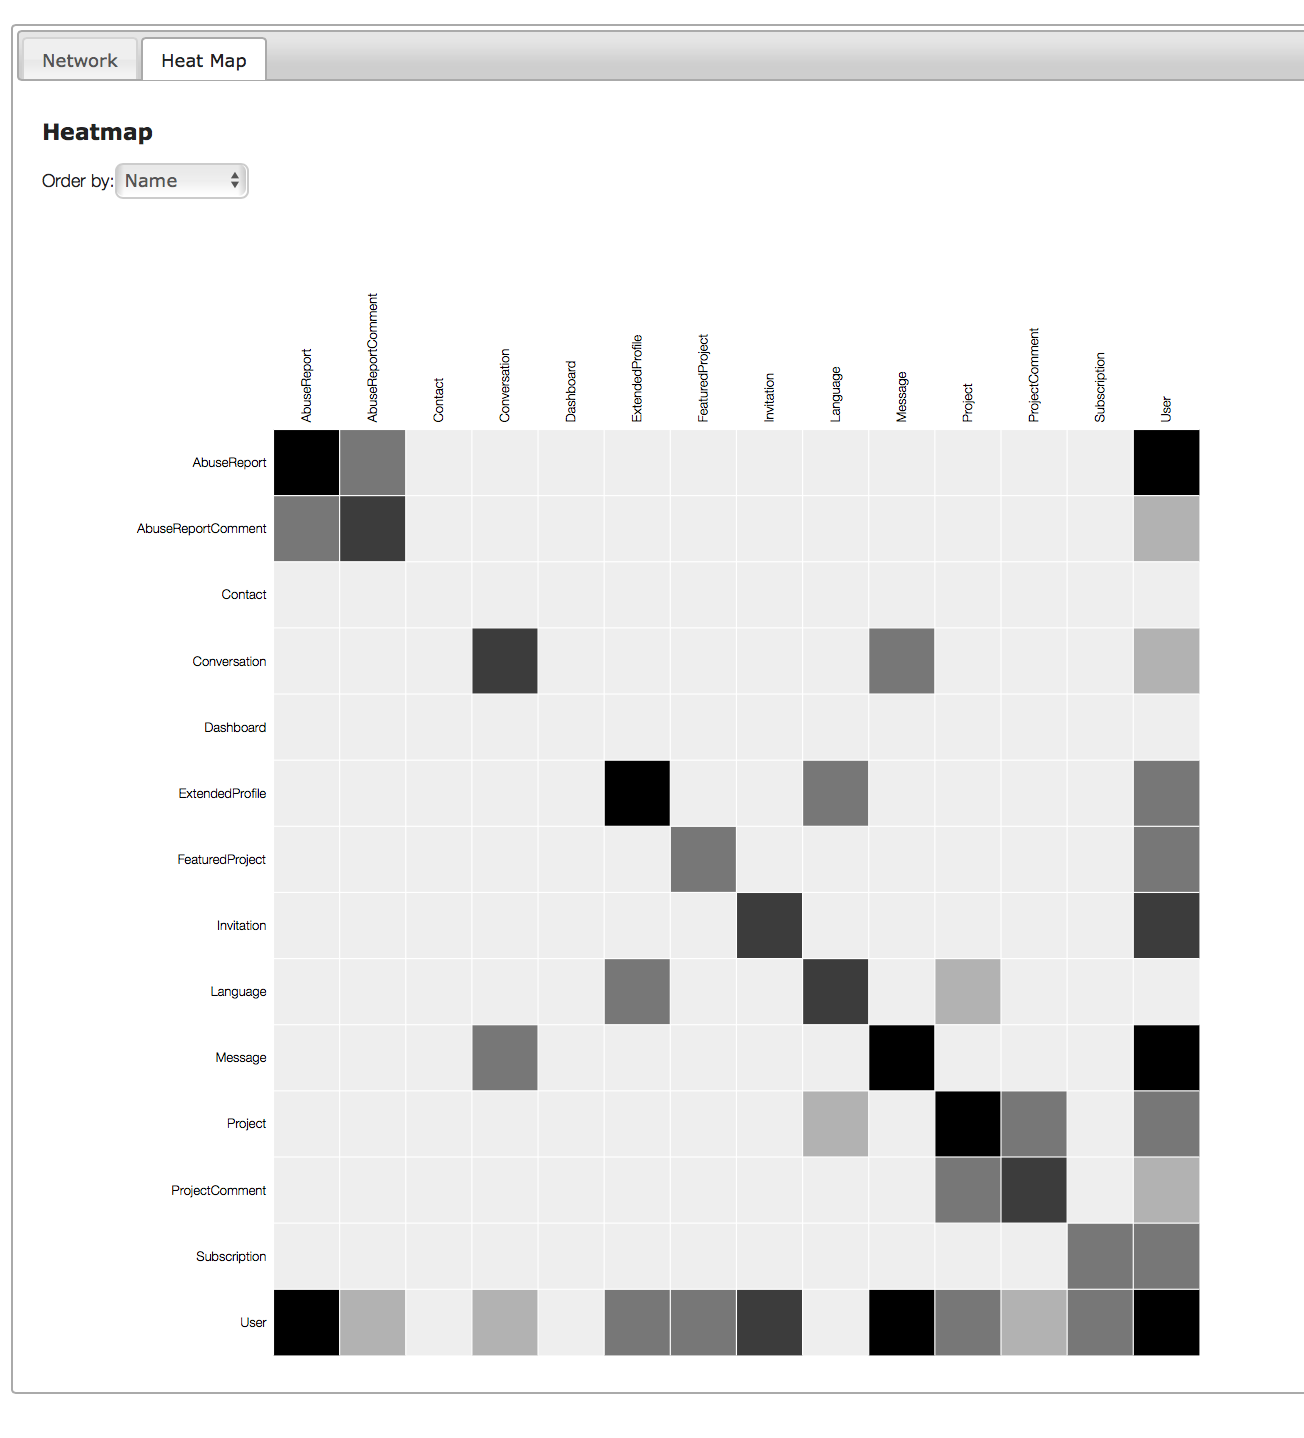 Network Heat Map
Heatmap
Order by: Name
AbuseReport
AbuseReportComment
Contact
Conversation
Dashboard
ExtendedProfile
FeaturedProject
Invitation
Language
Message
Project
ProjectComment
Subscription
User
AbuseReport
AbuseReportComment
Contact
Conversation
Dashboard
ExtendedProfile
FeaturedProject
Invitation
Language
Message
Project
ProjectComment
Subscription
User